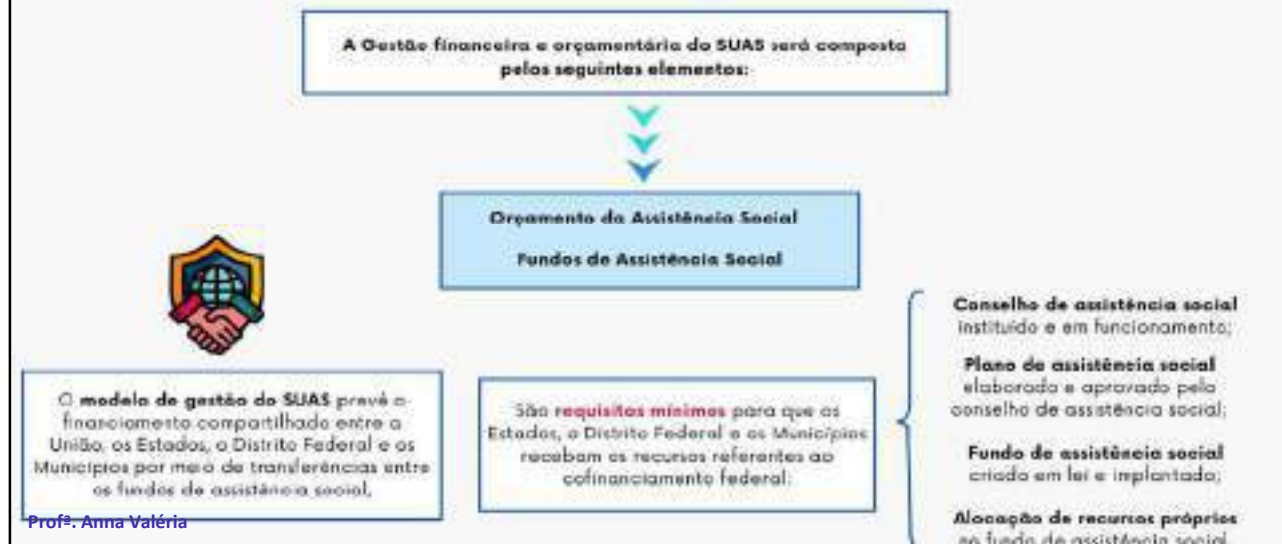 A Gestão financeira e orçamentária do SUAS será composta
pelos seguintes elementos:
Orçamento da Assistência Social
Fundos de Assistência Social
O modelo de gestão do SUAS prevê o
financiamento compartilhado entre a
União, os Estados, o Distrito Federal e os
Municípios por meio de transferências entre
os fundos de assistência social,
Profª. Anna Valéria
São requisitos mínimos para que os
Estados, o Distrito Federal e os Municípios
recebam os recursos referentes ao
cofinanciamento federal:
Conselho de assistência social
instituído e em funcionamento;
Plano de assistência social
elaborado e aprovado pelo
conselho de assistência social;
Fundo de assistência social
criado em lei e implantado;
Alocação de recursos próprios
no fundo de assistência social